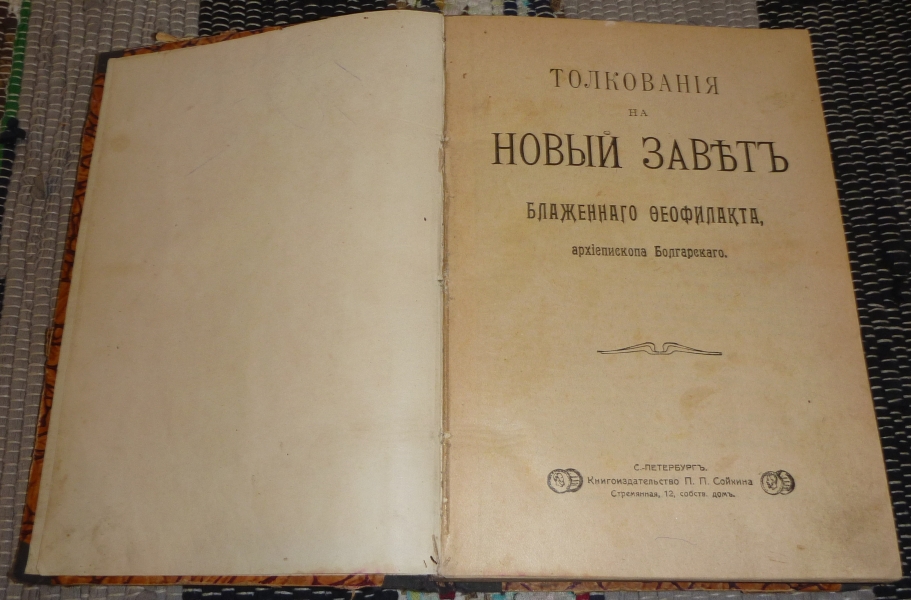 ТОЛКОВАНІЯ
НА
НОВЫЙ ЗАВѢТЪ
БЛАЖЕННАГО ѲЕОФИЛАКТА,
архіепископа Болгарскаго.
С.-ПЕТЕРБУРГЪ.
Книгоиздательство П. П. Сойкина
Стремянная, 12, собств. домъ.